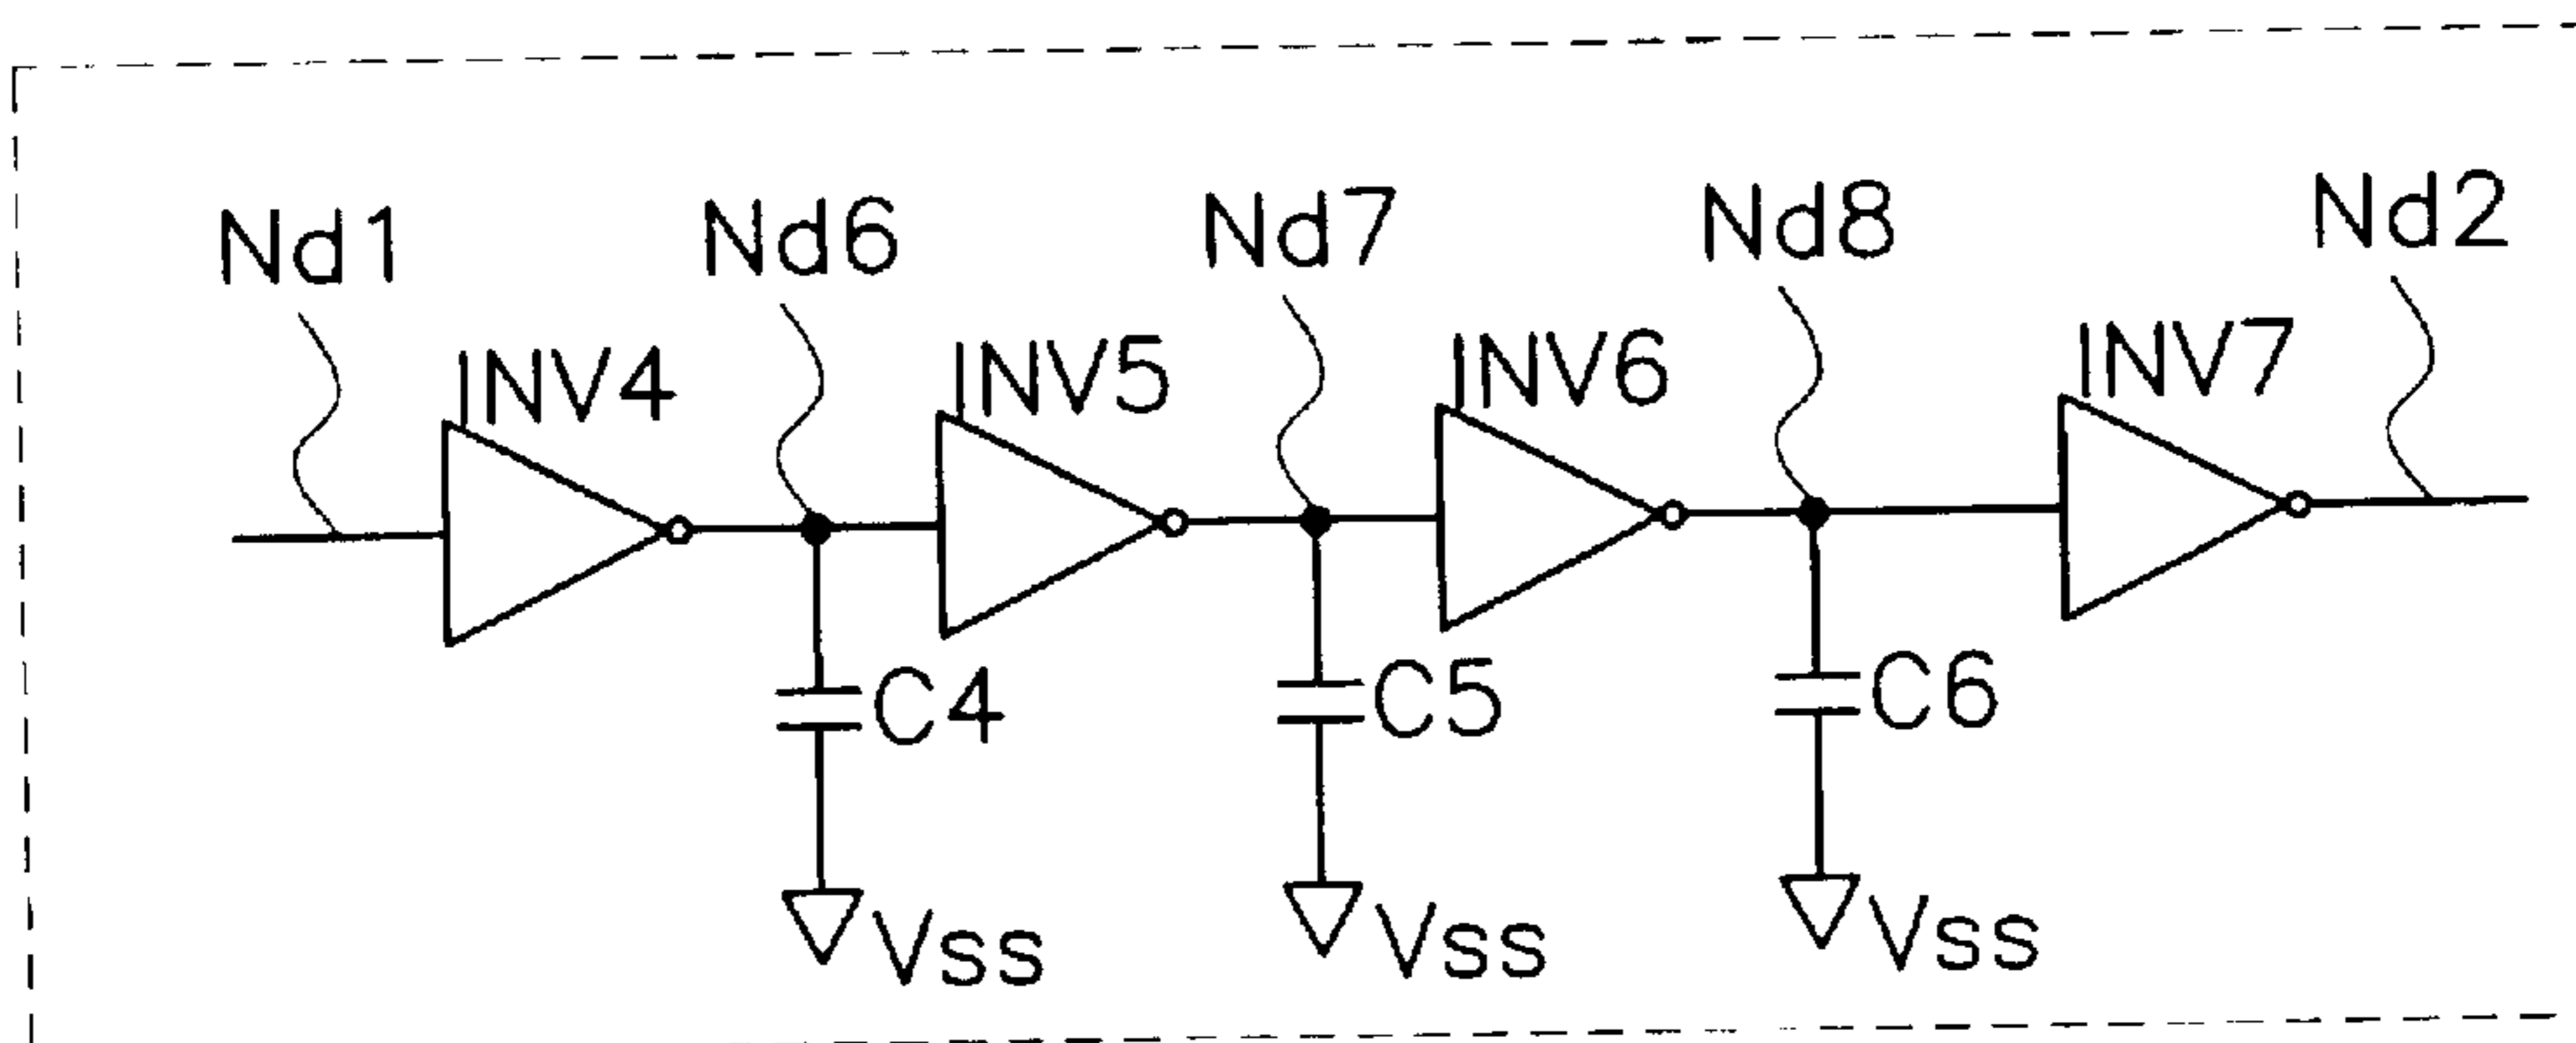 Nd1 Nd6 Nd7 Nd8 Nd2
INV4 INV5 INV6 INV7
C4 C5 C6
Vss Vss Vss